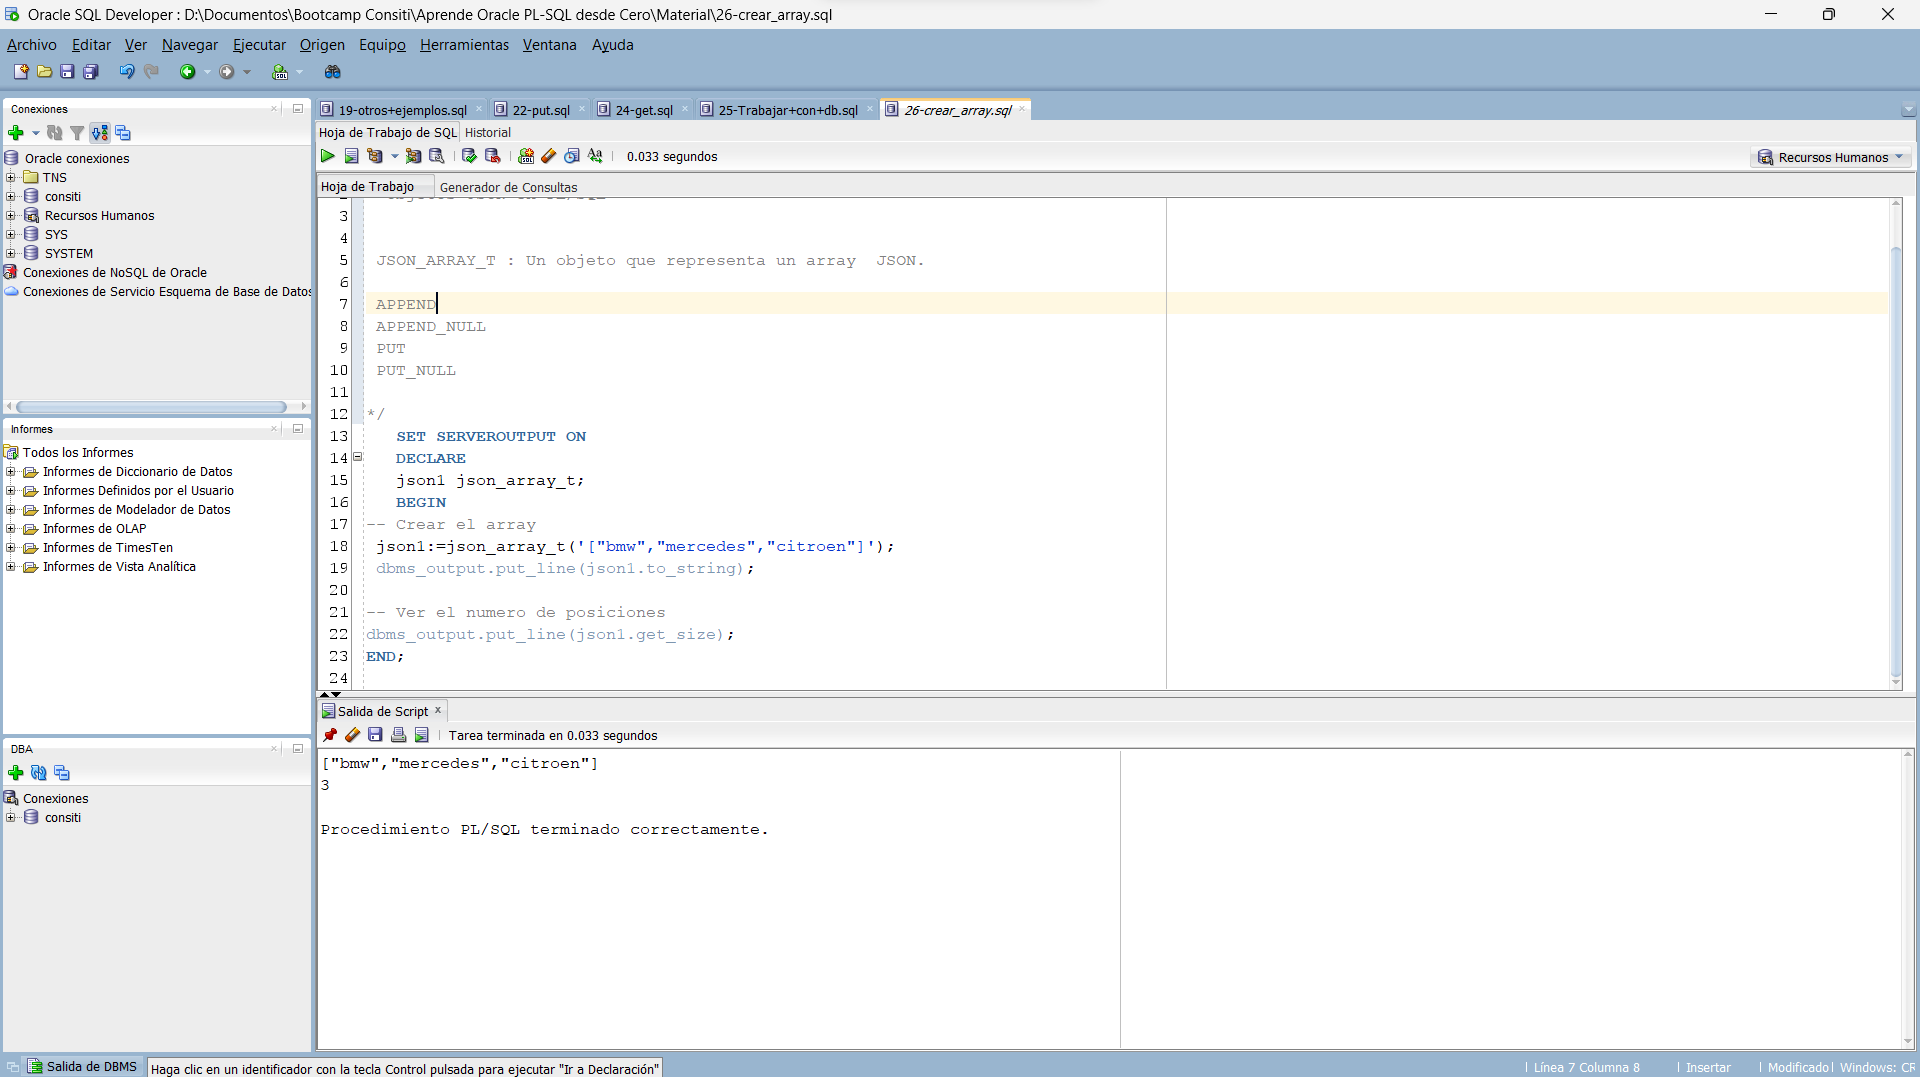 Oracle SQL Developer : D:\Documentos\Bootcamp Consiti\Aprende Oracle PL-SQL desde Cero\Material\26-crear_array.sql
Archivo Editar Ver Navegar Ejecutar Origen Equipo Herramientas Ventana Ayuda
Conexiones
Oracle conexiones
TNS
consiti
Recursos Humanos
SYS
SYSTEM
Conexiones de NoSQL de Oracle
Conexiones de Servicio Esquema de Base de Datos
Informes
Todos los Informes
Informes de Diccionario de Datos
Informes Definidos por el Usuario
Informes de Modelador de Datos
Informes de OLAP
Informes de TimesTen
Informes de Vista Analítica
DBA
Conexiones
consiti
19-otros+ejemplos.sql 22-put.sql 24-get.sql 25-Trabajar+con+db.sql 26-crear_array.sql
Hoja de Trabajo de SQL Historial
0.033 segundos
Recursos Humanos
Hoja de Trabajo Generador de Consultas
3
4
5 JSON_ARRAY_T : Un objeto que representa un array  JSON.
6
7 APPEND
8 APPEND_NULL
9 PUT
10 PUT_NULL
11
12 */
13 SET SERVEROUTPUT ON
14 DECLARE
15 json1 json_array_t;
16 BEGIN
17 -- Crear el array
18 json1:=json_array_t('["bmw","mercedes","citroen"]');
19 dbms_output.put_line(json1.to_string);
20
21 -- Ver el numero de posiciones
22 dbms_output.put_line(json1.get_size);
23 END;
24
Salida de Script
Tarea terminada en 0.033 segundos
["bmw","mercedes","citroen"]
3
Procedimiento PL/SQL terminado correctamente.
Salida de DBMS
Haga clic en un identificador con la tecla Control pulsada para ejecutar "Ir a Declaración"
Línea 7 Columna 8 Insertar Modificado Windows: CR